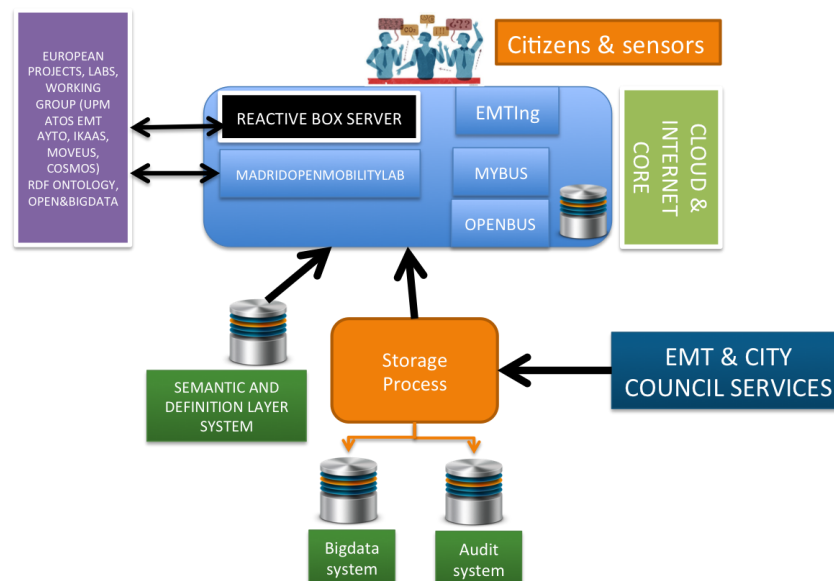 EUROPEAN
PROJECTS, LABS,
WORKING
GROUP (UPM
ATOS EMT
AYTO, IKAAS,
MOVEUS,
COSMOS)
RDF ONTOLOGY,
OPEN&BIGDATA
Citizens & sensors
REACTIVE BOX SERVER
EMTIng
MADRIDOPENMOBILITYLAB
MYBUS
OPENBUS
CLOUD &
INTERNET
CORE
SEMANTIC AND
DEFINITION LAYER
SYSTEM
Storage
Process
EMT & CITY
COUNCIL SERVICES
Bigdata
system
Audit
system